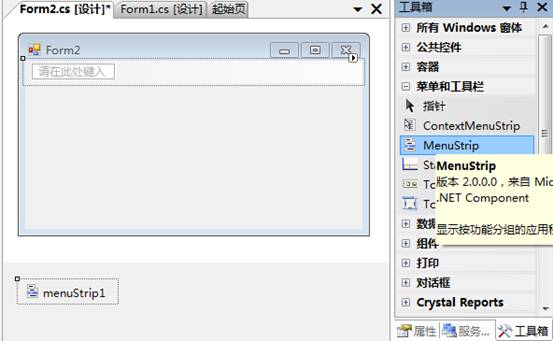 Form2.cs [设计]* Form1.cs [设计] 起始页
Form2
请在此处键入
menuStrip1
工具箱
所有 Windows 窗体
公共控件
容器
菜单和工具栏
指针
ContextMenuStrip
MenuStrip
Sta
To
To
数据
组件
打印
对话框
Crystal Reports
MenuStrip
版本 2.0.0.0，来自 Mic
.NET Component
显示按功能分组的应用程
属性 服务... 工具箱